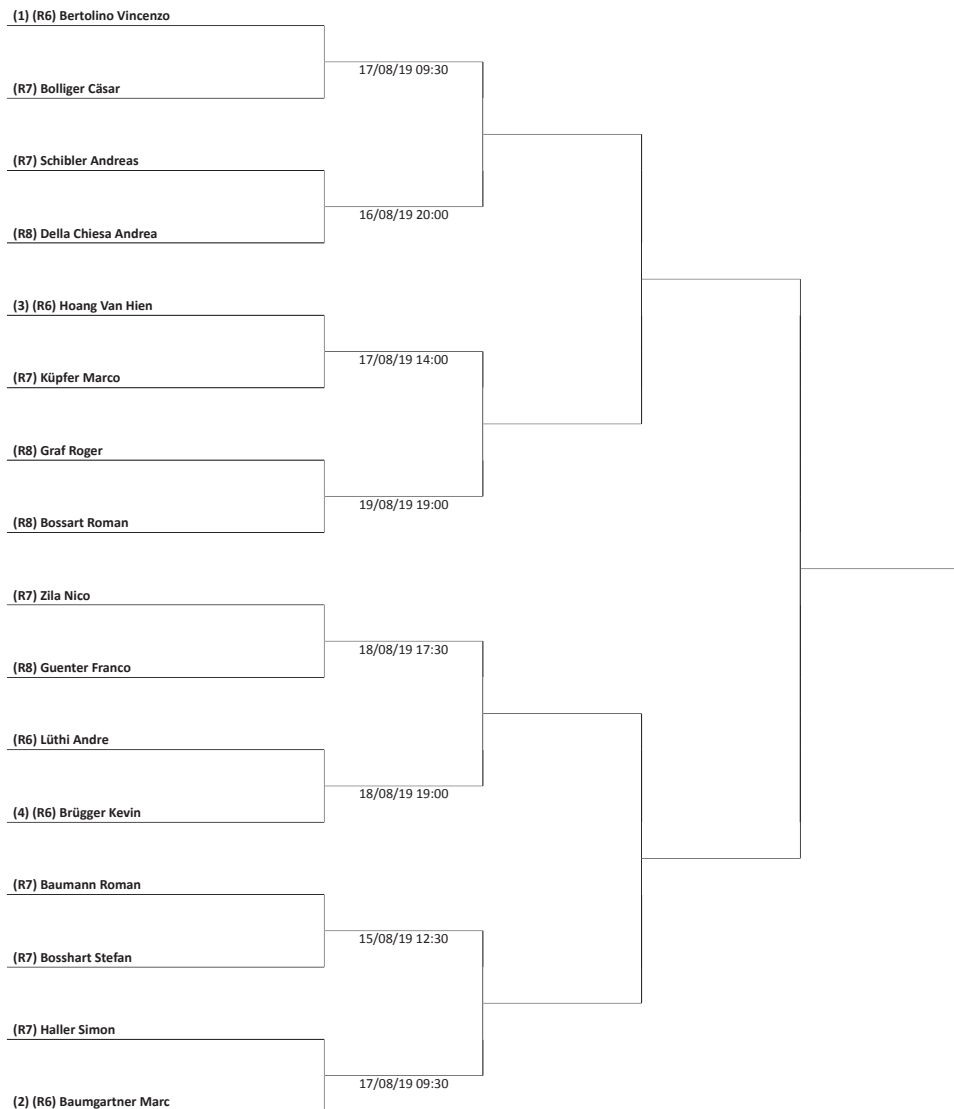 (1) (R6) Bertolino Vincenzo
17/08/19 09:30
(R7) Bolliger Cäsar
(R7) Schibler Andreas
16/08/19 20:00
(R8) Della Chiesa Andrea
(3) (R6) Hoang Van Hien
17/08/19 14:00
(R7) Küpfer Marco
(R8) Graf Roger
19/08/19 19:00
(R8) Bossart Roman
(R7) Zila Nico
18/08/19 17:30
(R8) Guenter Franco
(R6) Lüthi Andre
18/08/19 19:00
(4) (R6) Brügger Kevin
(R7) Baumann Roman
15/08/19 12:30
(R7) Bosshart Stefan
(R7) Haller Simon
17/08/19 09:30
(2) (R6) Baumgartner Marc